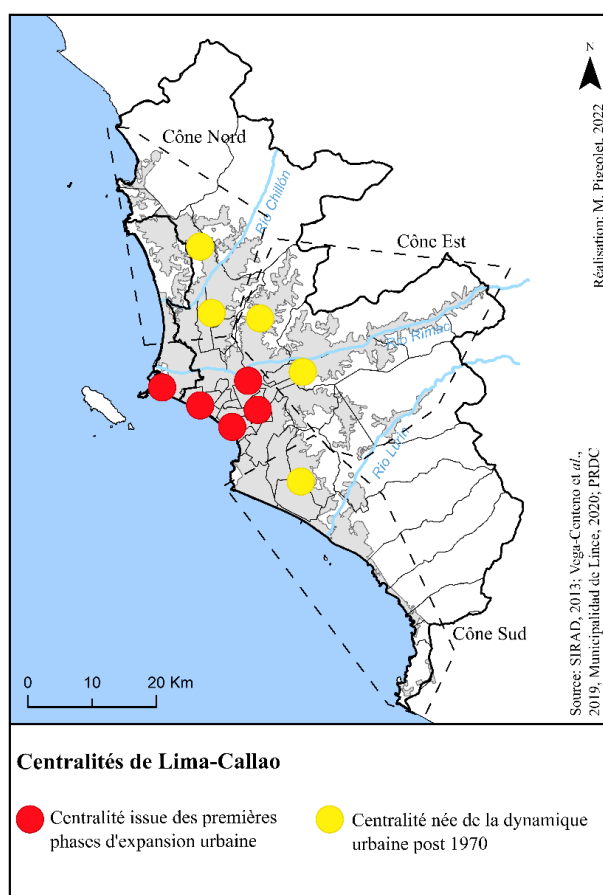 N
Réalisation: M. Pigeolet, 2022
Cône Nord
Río Chillón
Cône Est
Río Rímac
Río Lurín
Cône Sud
0 10 20 Km
Source: SIRAD, 2013; Vega-Centeno et al.,
2019, Municipalidad de Lince, 2020; PRDC
Centralités de Lima-Callao
Centralité issue des premières
phases d'expansion urbaine
Centralité née de la dynamique
urbaine post 1970